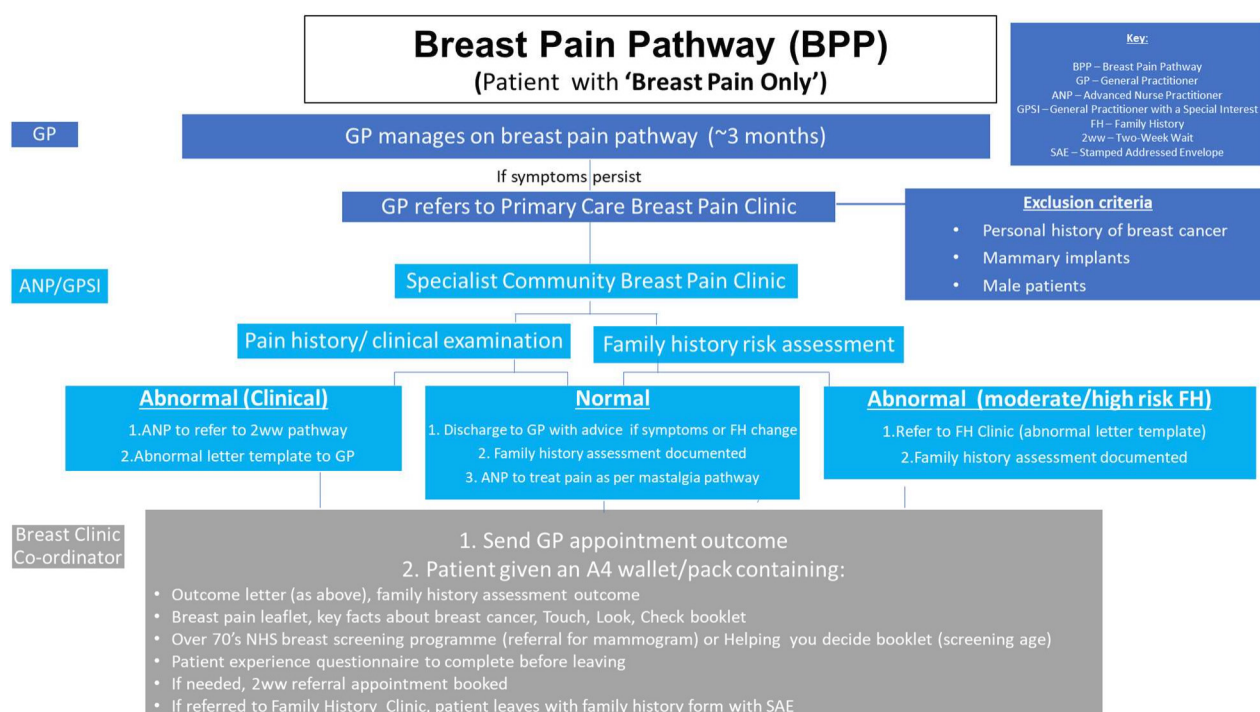 Breast Pain Pathway (BPP)
(Patient with ‘Breast Pain Only’)
Key:
BPP – Breast Pain Pathway
GP – General Practitioner
ANP – Advanced Nurse Practitioner
GPSI – General Practitioner with a Special Interest
FH – Family History
2ww – Two-Week Wait
SAE – Stamped Addressed Envelope
GP
GP manages on breast pain pathway (~3 months)
If symptoms persist
GP refers to Primary Care Breast Pain Clinic
Exclusion criteria
• Personal history of breast cancer
• Mammary implants
• Male patients
ANP/GPSI
Specialist Community Breast Pain Clinic
Pain history/ clinical examination
Family history risk assessment
Abnormal (Clinical)
1.ANP to refer to 2ww pathway
2.Abnormal letter template to GP
Normal
1. Discharge to GP with advice if symptoms or FH change
2. Family history assessment documented
3. ANP to treat pain as per mastalgia pathway
Abnormal (moderate/high risk FH)
1.Refer to FH Clinic (abnormal letter template)
2.Family history assessment documented
Breast Clinic
Co-ordinator
1. Send GP appointment outcome
2. Patient given an A4 wallet/pack containing:
• Outcome letter (as above), family history assessment outcome
• Breast pain leaflet, key facts about breast cancer, Touch, Look, Check booklet
• Over 70’s NHS breast screening programme (referral for mammogram) or Helping you decide booklet (screening age)
• Patient experience questionnaire to complete before leaving
• If needed, 2ww referral appointment booked
• If referred to Family History Clinic, patient leaves with family history form with SAE